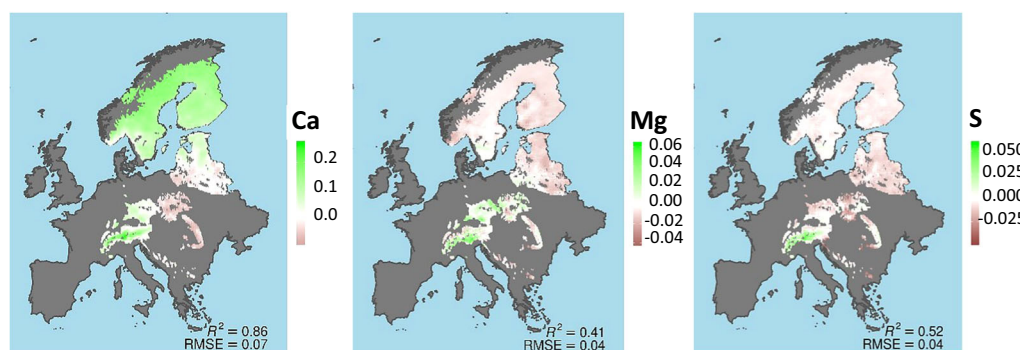 Ca
0.2
0.1
0.0
R² = 0.86
RMSE = 0.07
Mg
0.06
0.04
0.02
0.00
-0.02
-0.04
R² = 0.41
RMSE = 0.04
S
0.050
0.025
0.000
-0.025
R² = 0.52
RMSE = 0.04